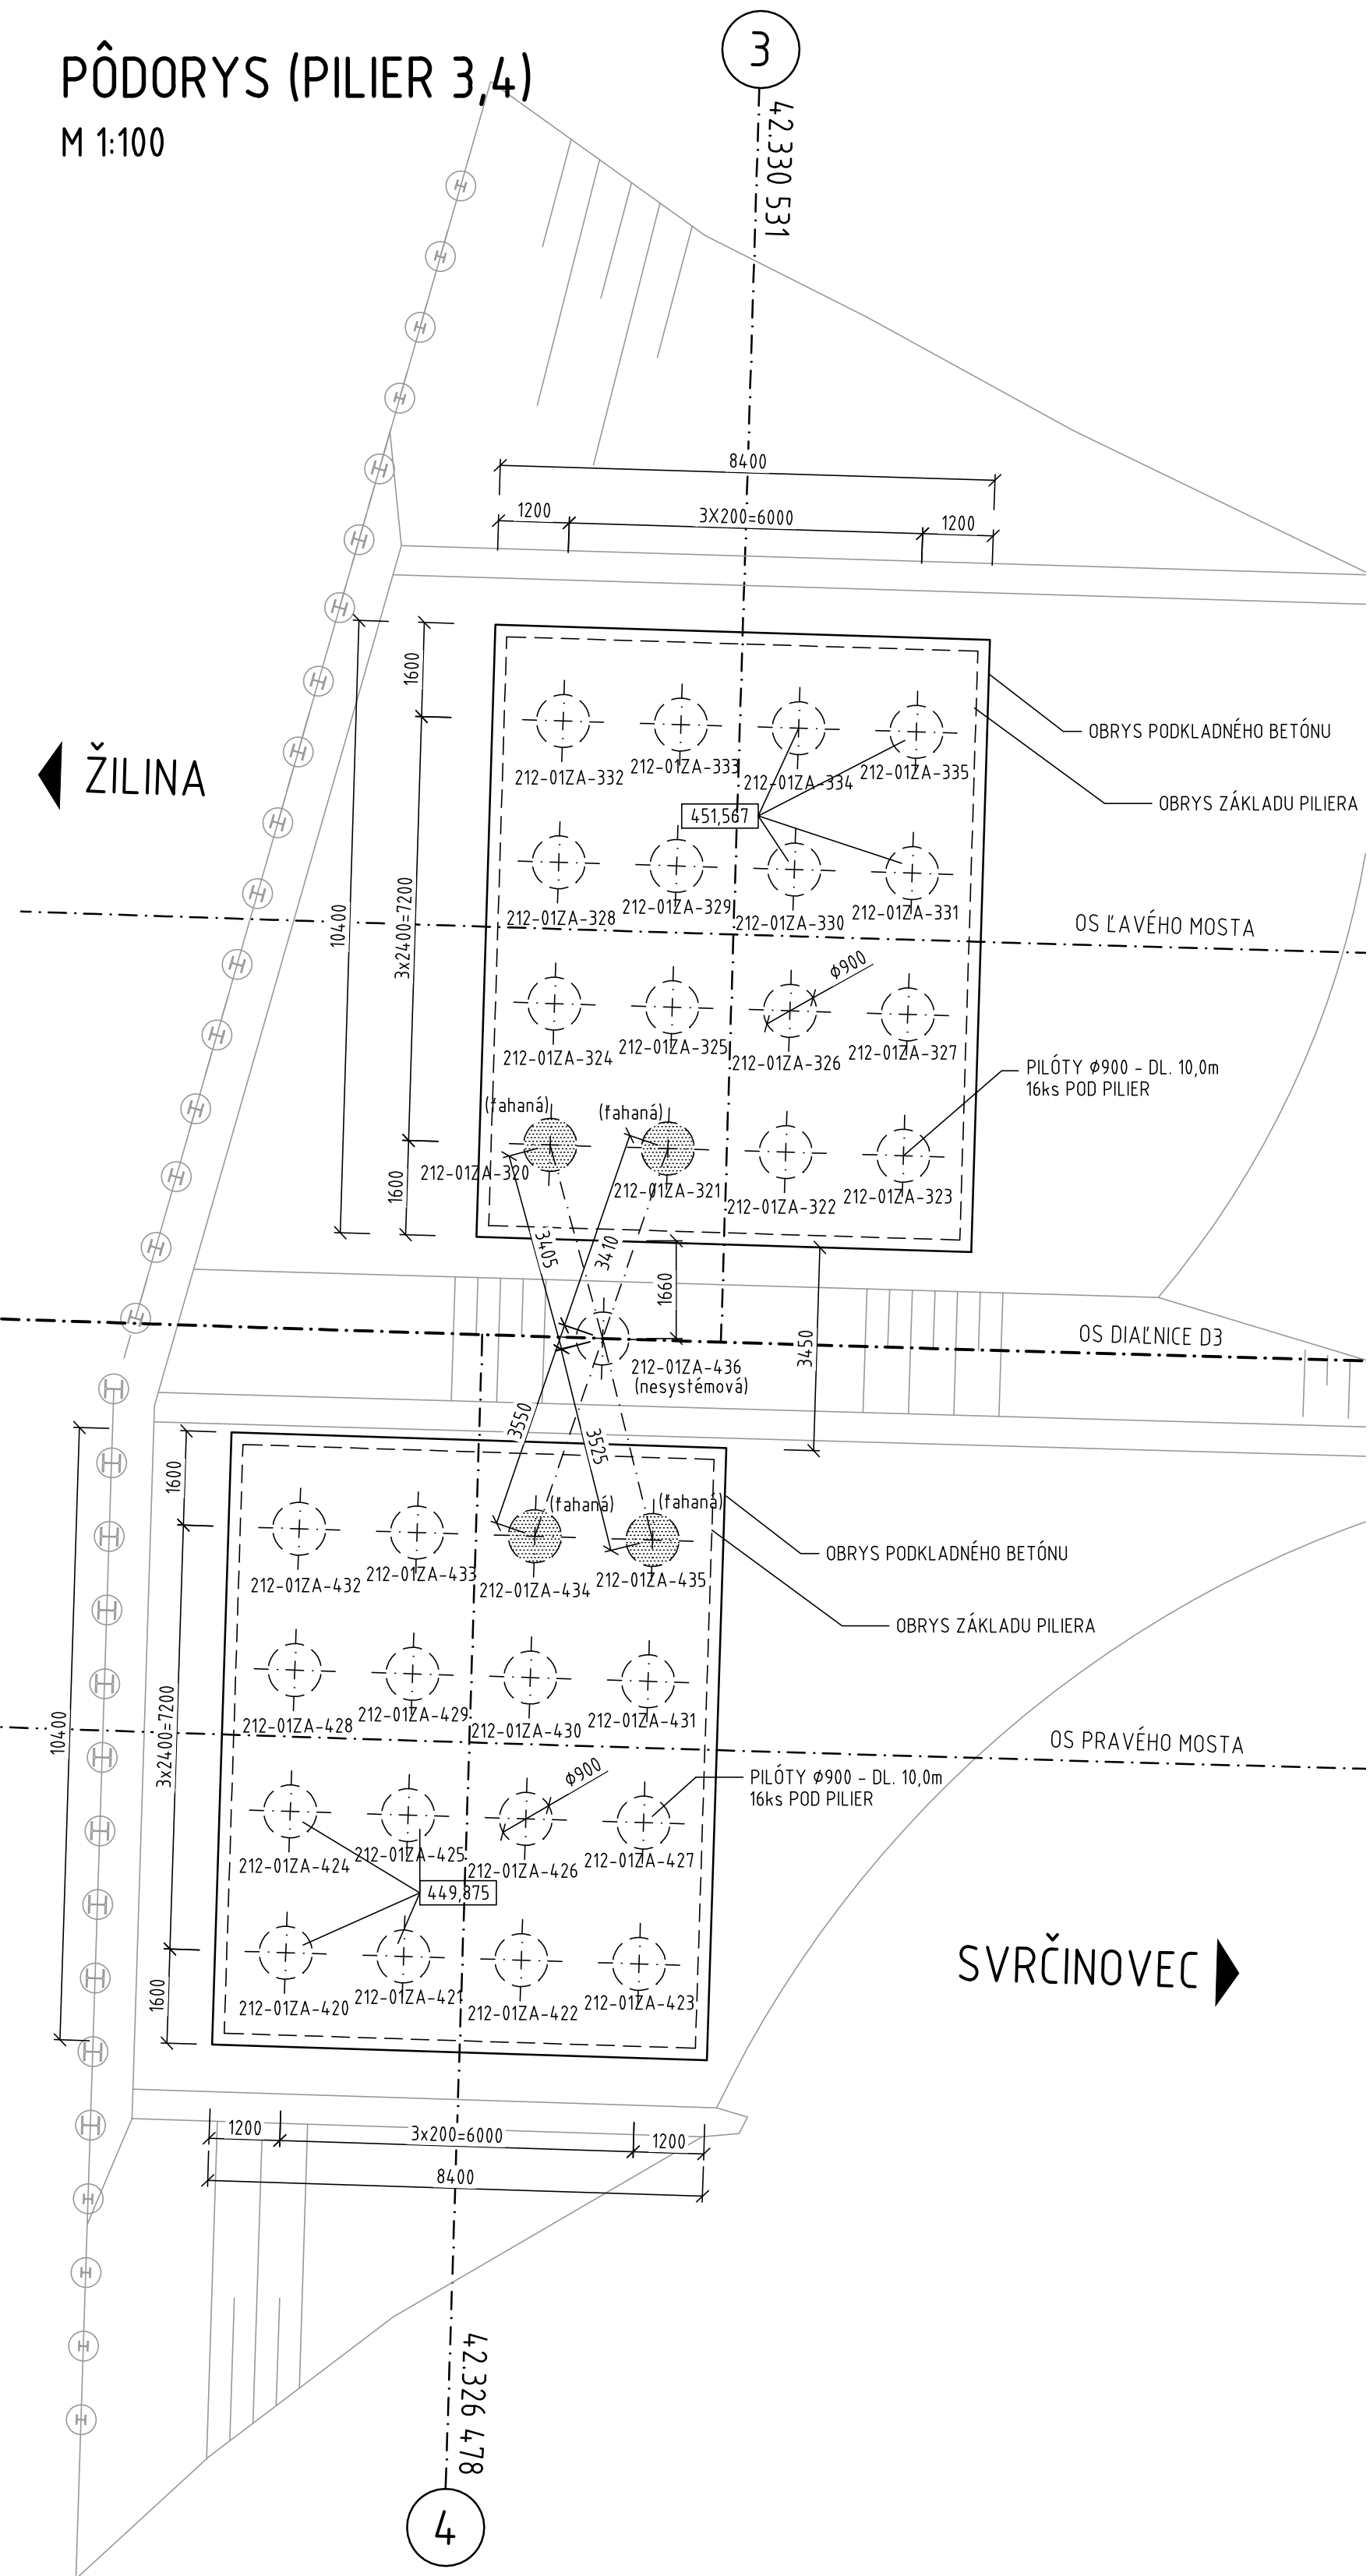 PÔDORYS (PILIER 3,4)
M 1:100
3
42.330 531
8400
1200
3X200=6000
1200
1600
10400
3x2400=7200
1600
OBRYS PODKLADNÉHO BETÓNU
OBRYS ZÁKLADU PILIERA
ŽILINA
212-01ZA-332
212-01ZA-333
212-01ZA-334
212-01ZA-335
451,567
212-01ZA-328
212-01ZA-329
212-01ZA-330
212-01ZA-331
OS ĽAVÉHO MOSTA
ϕ900
212-01ZA-324
212-01ZA-325
212-01ZA-326
212-01ZA-327
PILÓTY ϕ900 - DL. 10,0m
16ks POD PILIER
(ťahaná)
(ťahaná)
212-01ZA-320
212-01ZA-321
212-01ZA-322
212-01ZA-323
3405
3410
1660
3450
OS DIAĽNICE D3
212-01ZA-436
(nesystémová)
3550
3525
1600
10400
3x2400=7200
1600
(ťahaná)
(ťahaná)
212-01ZA-432
212-01ZA-433
212-01ZA-434
212-01ZA-435
OBRYS PODKLADNÉHO BETÓNU
OBRYS ZÁKLADU PILIERA
212-01ZA-428
212-01ZA-429
212-01ZA-430
212-01ZA-431
OS PRAVÉHO MOSTA
ϕ900
PILÓTY ϕ900 - DL. 10,0m
16ks POD PILIER
212-01ZA-424
212-01ZA-425
212-01ZA-426
212-01ZA-427
449,875
212-01ZA-420
212-01ZA-421
212-01ZA-422
212-01ZA-423
SVRČINOVEC
1200
3x200=6000
1200
8400
42.326 478
4